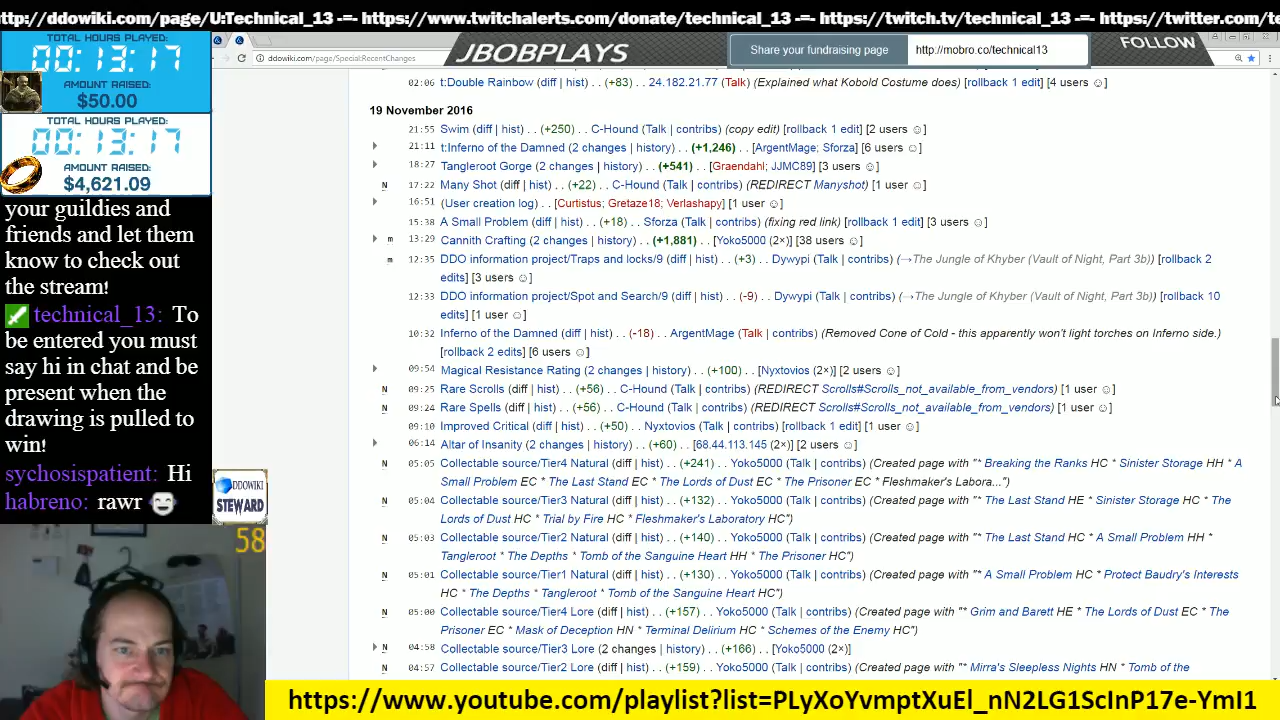 ttp://ddowiki.com/page/U:Technical_13 -=- https://www.twitchalerts.com/donate/technical_13 -=- https://twitch.tv/technical_13 -=- https://twitter.com/t
TOTAL HOURS PLAYED:
00:13:17
AMOUNT RAISED:
$50.00
TOTAL HOURS PLAYED:
00:13:17
AMOUNT RAISED:
$4,621.09
your guildies and
friends and let them
know to check out
the stream!
technical_13: To
be entered you must
say hi in chat and be
present when the
drawing is pulled to
win!
sychosispatient: Hi
habreno: rawr
DDOWIKI
STEWARD
58
ddowiki.com/page/Special:RecentChanges
JBOBPLAYS
Share your fundraising page
http://mobro.co/technical13
FOLLOW
02:06 t:Double Rainbow (diff | hist) . . (+83) . . 24.182.21.77 (Talk) (Explained what Kobold Costume does) [rollback 1 edit] [4 users ☺]
19 November 2016
21:55 Swim (diff | hist) . . (+250) . . C-Hound (Talk | contribs) (copy edit) [rollback 1 edit] [2 users ☺]
21:11 t:Inferno of the Damned (2 changes | history) . . (+1,246) . . [ArgentMage; Sforza] [6 users ☺]
18:27 Tangleroot Gorge (2 changes | history) . . (+541) . . [Graendahi; JJMC89] [3 users ☺]
N 17:22 Many Shot (diff | hist) . . (+22) . . C-Hound (Talk | contribs) (REDIRECT Manyshot) [1 user ☺]
16:51 (User creation log) . . [Curtistus; Gretaze18; Verlashapy] [1 user ☺]
15:38 A Small Problem (diff | hist) . . (+18) . . Sforza (Talk | contribs) (fixing red link) [rollback 1 edit] [3 users ☺]
m 13:29 Cannith Crafting (2 changes | history) . . (+1,881) . . [Yoko5000 (2×)] [38 users ☺]
m 12:35 DDO information project/Traps and locks/9 (diff | hist) . . (+3) . . Dywypi (Talk | contribs) (→The Jungle of Khyber (Vault of Night, Part 3b)) [rollback 2
edits] [3 users ☺]
12:33 DDO information project/Spot and Search/9 (diff | hist) . . (-9) . . Dywypi (Talk | contribs) (→The Jungle of Khyber (Vault of Night, Part 3b)) [rollback 10
edits] [1 user ☺]
10:32 Inferno of the Damned (diff | hist) . . (-18) . . ArgentMage (Talk | contribs) (Removed Cone of Cold - this apparently won't light torches on Inferno side.)
[rollback 2 edits] [6 users ☺]
09:54 Magical Resistance Rating (2 changes | history) . . (+100) . . [Nyxtovios (2×)] [2 users ☺]
N 09:25 Rare Scrolls (diff | hist) . . (+56) . . C-Hound (Talk | contribs) (REDIRECT Scrolls#Scrolls_not_available_from_vendors) [1 user ☺]
N 09:24 Rare Spells (diff | hist) . . (+56) . . C-Hound (Talk | contribs) (REDIRECT Scrolls#Scrolls_not_available_from_vendors) [1 user ☺]
09:10 Improved Critical (diff | hist) . . (+50) . . Nyxtovios (Talk | contribs) [rollback 1 edit] [1 user ☺]
06:14 Altar of Insanity (2 changes | history) . . (+60) . . [68.44.113.145 (2×)] [2 users ☺]
N 05:05 Collectable source/Tier4 Natural (diff | hist) . . (+241) . . Yoko5000 (Talk | contribs) (Created page with "* Breaking the Ranks HC * Sinister Storage HH * A
Small Problem EC * The Last Stand EC * The Lords of Dust EC * The Prisoner EC * Fleshmaker's Labora...")
N 05:04 Collectable source/Tier3 Natural (diff | hist) . . (+132) . . Yoko5000 (Talk | contribs) (Created page with "* The Last Stand HE * Sinister Storage HC * The
Lords of Dust HC * Trial by Fire HC * Fleshmaker's Laboratory HC")
N 05:03 Collectable source/Tier2 Natural (diff | hist) . . (+140) . . Yoko5000 (Talk | contribs) (Created page with "* The Last Stand HC * A Small Problem HH *
Tangleroot * The Depths * Tomb of the Sanguine Heart HH * The Prisoner HC")
N 05:01 Collectable source/Tier1 Natural (diff | hist) . . (+130) . . Yoko5000 (Talk | contribs) (Created page with "* A Small Problem HC * Protect Baudry's Interests
HC * The Depths * Tangleroot * Tomb of the Sanguine Heart HC")
N 05:00 Collectable source/Tier4 Lore (diff | hist) . . (+157) . . Yoko5000 (Talk | contribs) (Created page with "* Grim and Barett HE * The Lords of Dust EC * The
Prisoner EC * Mask of Deception HN * Terminal Delirium HC * Schemes of the Enemy HC")
N 04:58 Collectable source/Tier3 Lore (2 changes | history) . . (+166) . . [Yoko5000 (2×)]
N 04:57 Collectable source/Tier2 Lore (diff | hist) . . (+159) . . Yoko5000 (Talk | contribs) (Created page with "* Mirra's Sleepless Nights HN * Tomb of the
https://www.youtube.com/playlist?list=PLyXoYvmptXuEl_nN2LG1ScInP17e-YmI1